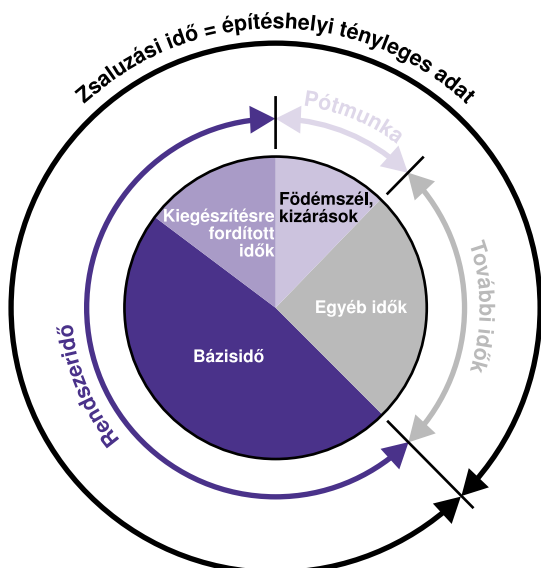 Zsaluzási idő = építéshelyi tényleges adat
Pótmunka
Födémszél,
kizárások
Kiegészítésre
fordított
idők
További idők
Egyéb idők
Bázisidő
Rendszeridő